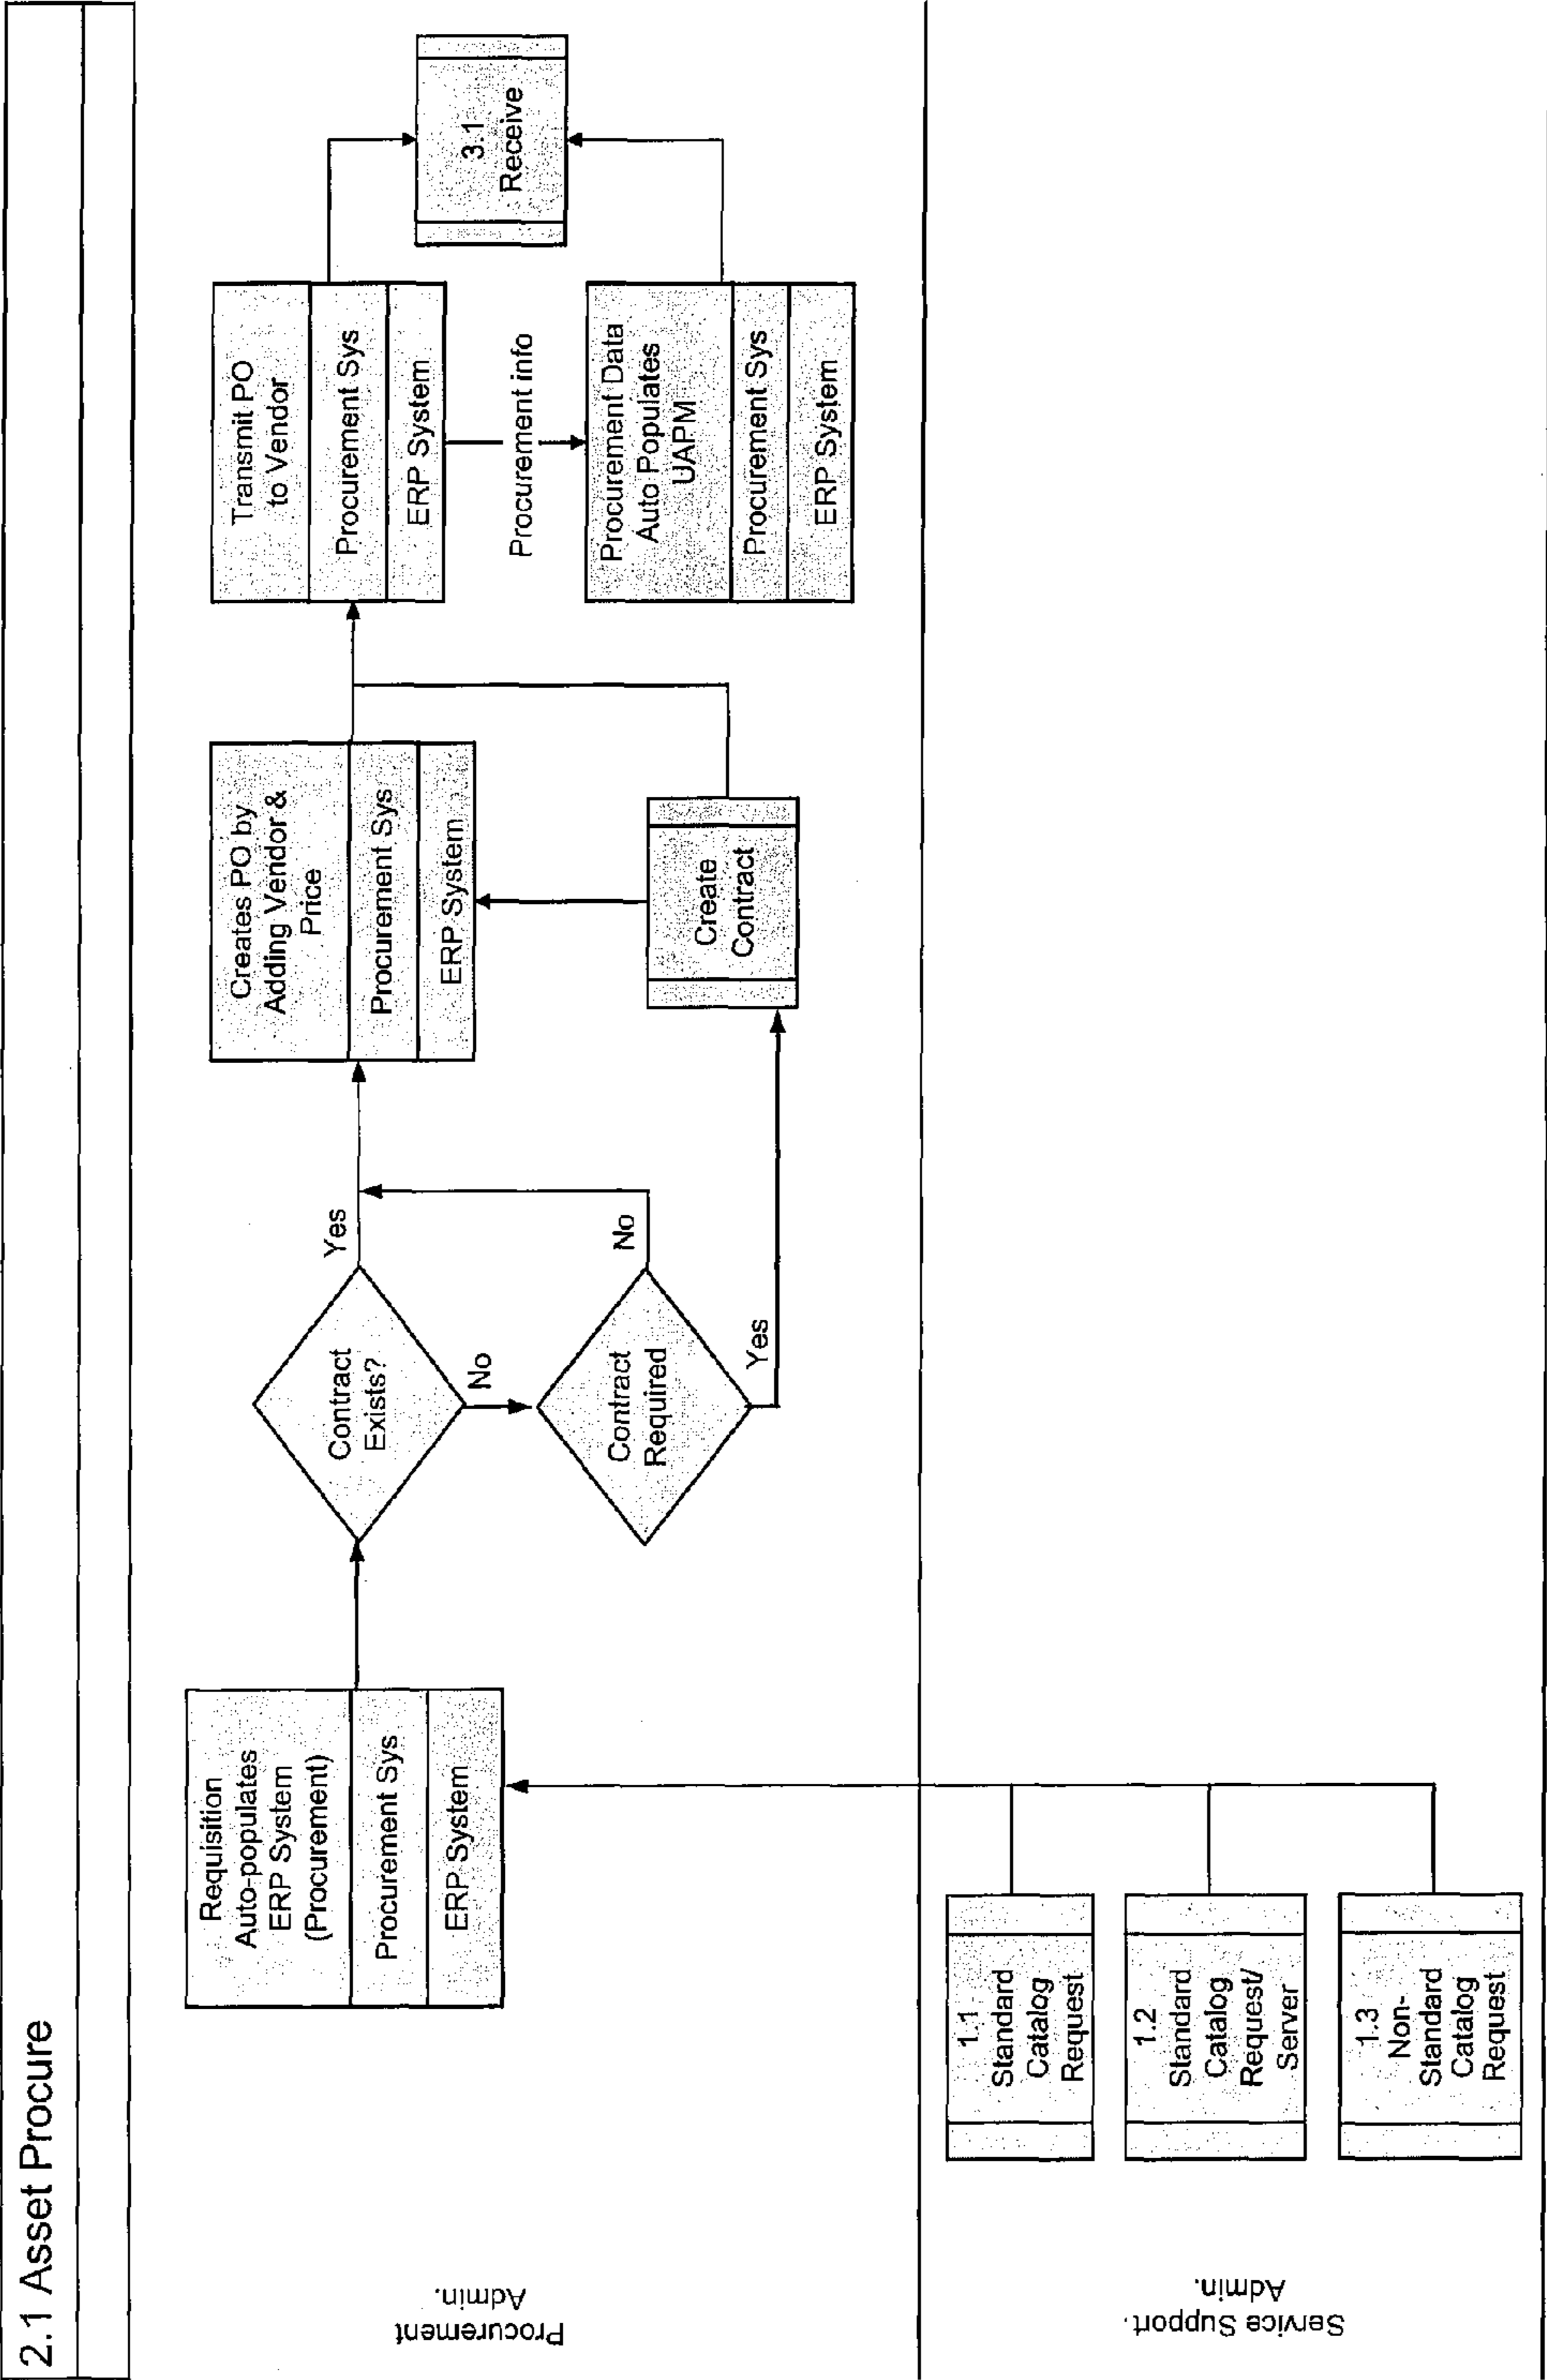 2.1 Asset Procure
Procurement
Admin.
Requisition
Auto-populates
ERP System
(Procurement)
Procurement Sys
ERP System
Contract
Exists?
Yes
No
Contract
Required
No
Yes
Creates PO by
Adding Vendor &
Price
Procurement Sys
ERP System
Create
Contract
Transmit PO
to Vendor
Procurement Sys
ERP System
Procurement info
Procurement Data
Auto Populates
UAPM
Procurement Sys
ERP System
3.1
Receive
Service Support
Admin.
1.1
Standard
Catalog
Request
1.2
Standard
Catalog
Request/
Server
1.3
Non-
Standard
Catalog
Request